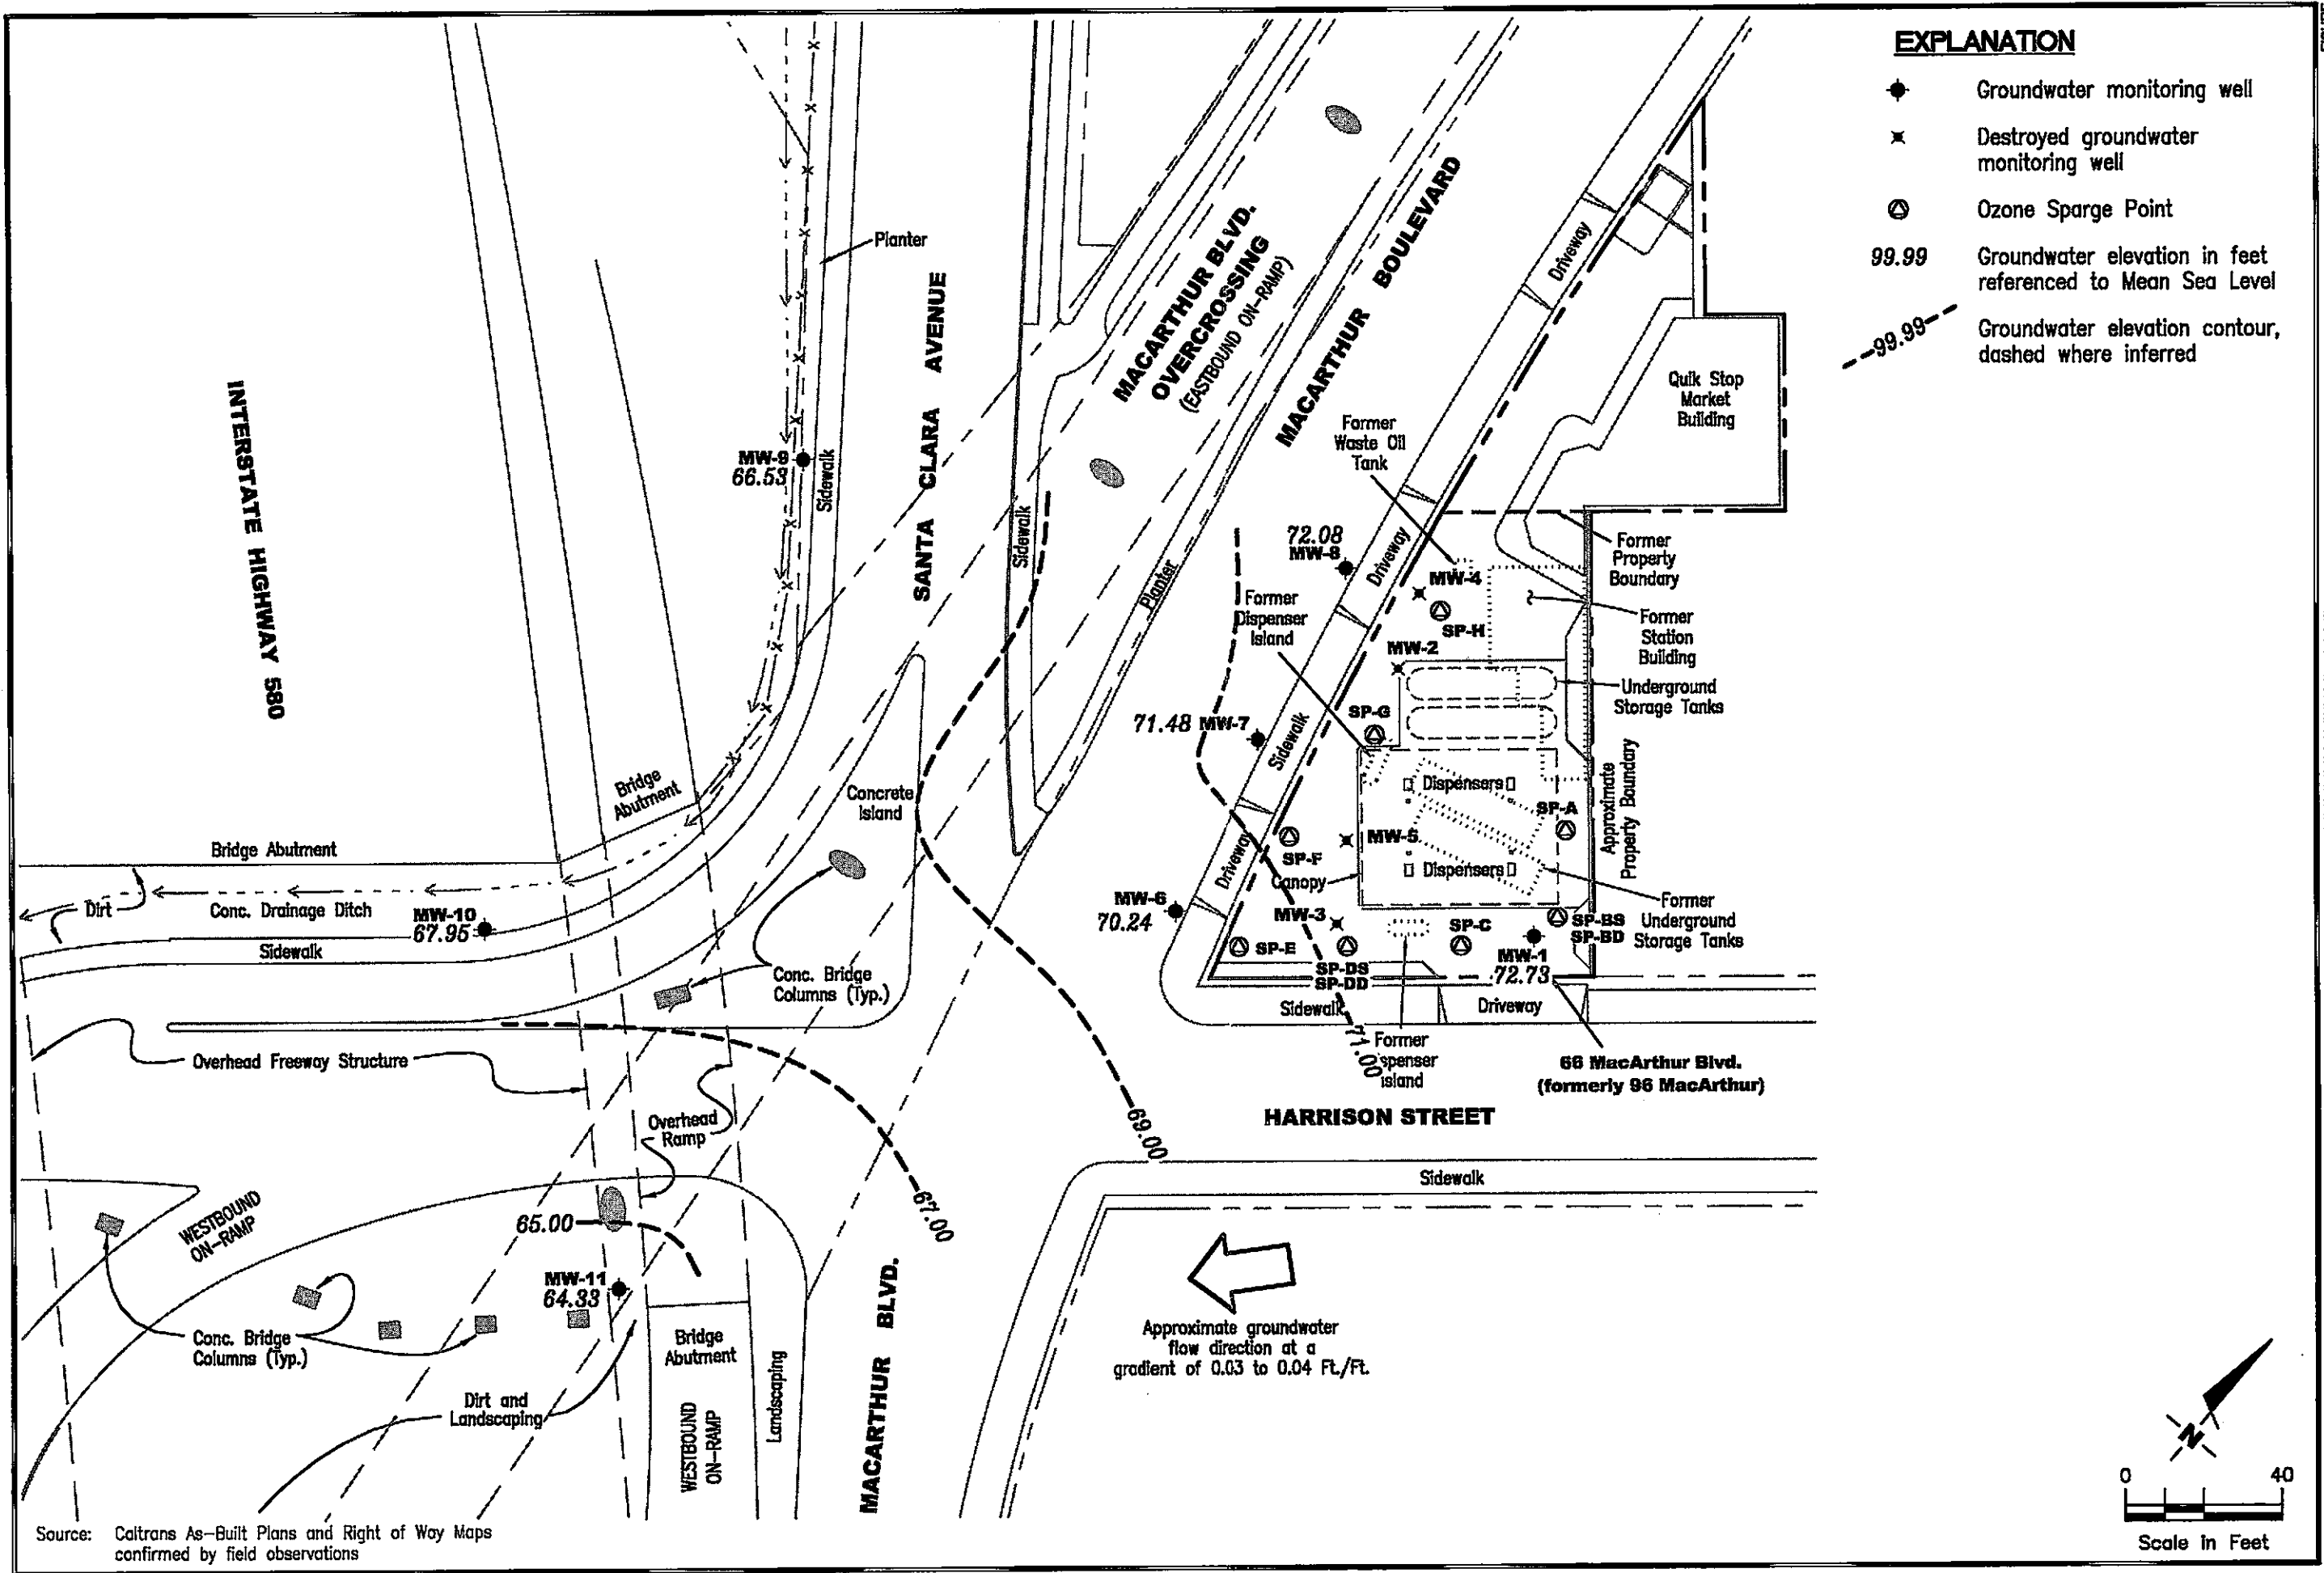 EXPLANATION
Groundwater monitoring well
Destroyed groundwater
monitoring well
Ozone Sparge Point
99.99
Groundwater elevation in feet
referenced to Mean Sea Level
99.99
Groundwater elevation contour,
dashed where inferred
INTERSTATE HIGHWAY 580
Planter
SANTA CLARA AVENUE
MACARTHUR BLVD.
OVERCROSSING
(EASTBOUND ON-RAMP)
MACARTHUR BOULEVARD
Driveway
Quik Stop
Market
Building
Former
Waste Oil
Tank
MW-9
66.53
Sidewalk
Sidewalk
72.08
MW-8
Driveway
Former
Property
Boundary
Planter
MW-4
SP-H
Former
Dispenser
Island
Former
Station
Building
MW-2
Underground
Storage Tanks
71.48 MW-7
SP-G
Sidewalk
Bridge
Abutment
Concrete
Island
Dispensers
SP-A
Approximate
Property Boundary
Bridge Abutment
MW-5
SP-F
Driveway
Canopy
Dispensers
Dirt
Conc. Drainage Ditch
MW-10
67.95
Sidewalk
MW-6
70.24
MW-3
SP-E
SP-DS
SP-DD
SP-C
SP-BS
SP-BD
Former
Underground
Storage Tanks
MW-1
72.73
Conc. Bridge
Columns (Typ.)
Sidewalk
Driveway
71.00
Former
spenser
island
66 MacArthur Blvd.
(formerly 96 MacArthur)
Overhead Freeway Structure
Overhead
Ramp
69.00
HARRISON STREET
Sidewalk
67.00
WESTBOUND
ON-RAMP
65.00
MW-11
64.33
Conc. Bridge
Columns (Typ.)
Bridge
Abutment
Dirt and
Landscaping
WESTBOUND
ON-RAMP
Landscaping
MACARTHUR BLVD.
Approximate groundwater
flow direction at a
gradient of 0.03 to 0.04 Ft./Ft.
N
0 40
Scale in Feet
Source: Caltrans As-Built Plans and Right of Way Maps
confirmed by field observations